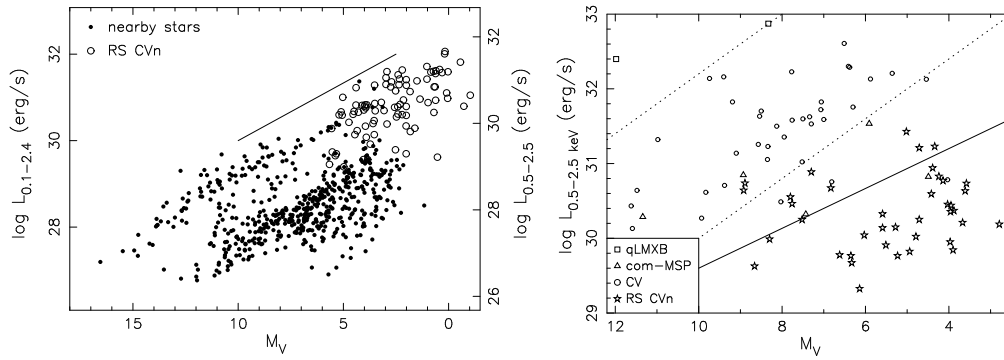 nearby stars
RS CVn
log L0.1−2.4 (erg/s)
32
30
28
32
30
28
26
log L0.5−2.5 (erg/s)
15
10
5
0
MV
log L0.5−2.5 keV (erg/s)
33
32
31
30
29
qLMXB
com−MSP
CV
RS CVn
12
10
8
6
4
MV